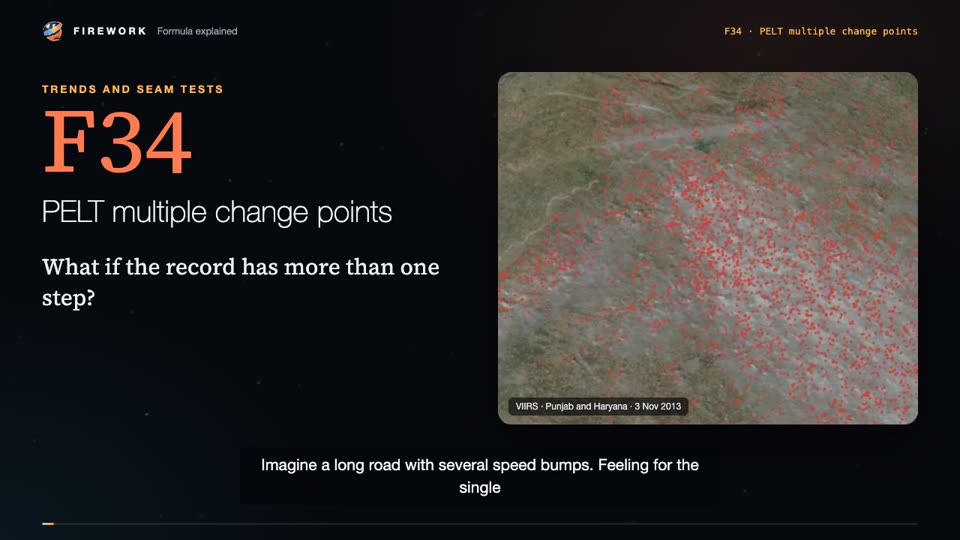 FIREWORK Formula explained
F34 · PELT multiple change points
TRENDS AND SEAM TESTS
F34
PELT multiple change points
What if the record has more than one
step?
VIIRS · Punjab and Haryana · 3 Nov 2013
Imagine a long road with several speed bumps. Feeling for the
single